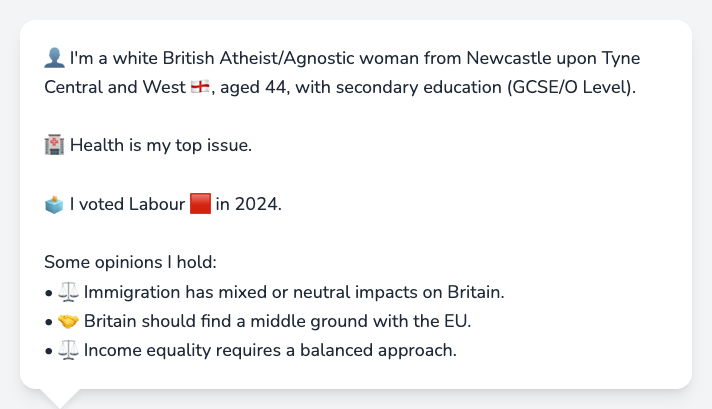 👤 I'm a white British Atheist/Agnostic woman from Newcastle upon Tyne
Central and West 🏴󠁧󠁢󠁥󠁮󠁧󠁿, aged 44, with secondary education (GCSE/O Level).
🏥 Health is my top issue.
🗳️ I voted Labour 🟥 in 2024.
Some opinions I hold:
• ⚖️ Immigration has mixed or neutral impacts on Britain.
• 🤝 Britain should find a middle ground with the EU.
• ⚖️ Income equality requires a balanced approach.